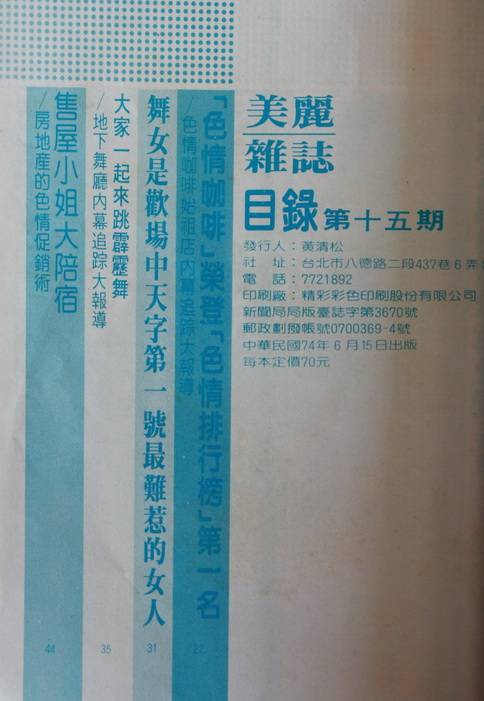 美麗
雜誌
目錄 第十五期
發行人：黃清松
社　址：台北市八德路二段437巷6弄
電　話：7721892
印刷廠：精彩彩色印刷股份有限公司
新聞局局版臺誌字第3670號
郵政劃撥帳號0700369-4號
中華民國74年6月15日出版
每本定價70元
「色情咖啡」榮登「色情排行榜」第一名
/色情咖啡始祖店內幕追踪大報導
27
舞女是歡場中天字第一號最難惹的女人
31
大家一起來跳霹靂舞
/地下舞廳內幕追踪大報導
35
售屋小姐大陪宿
/房地產的色情促銷術
44